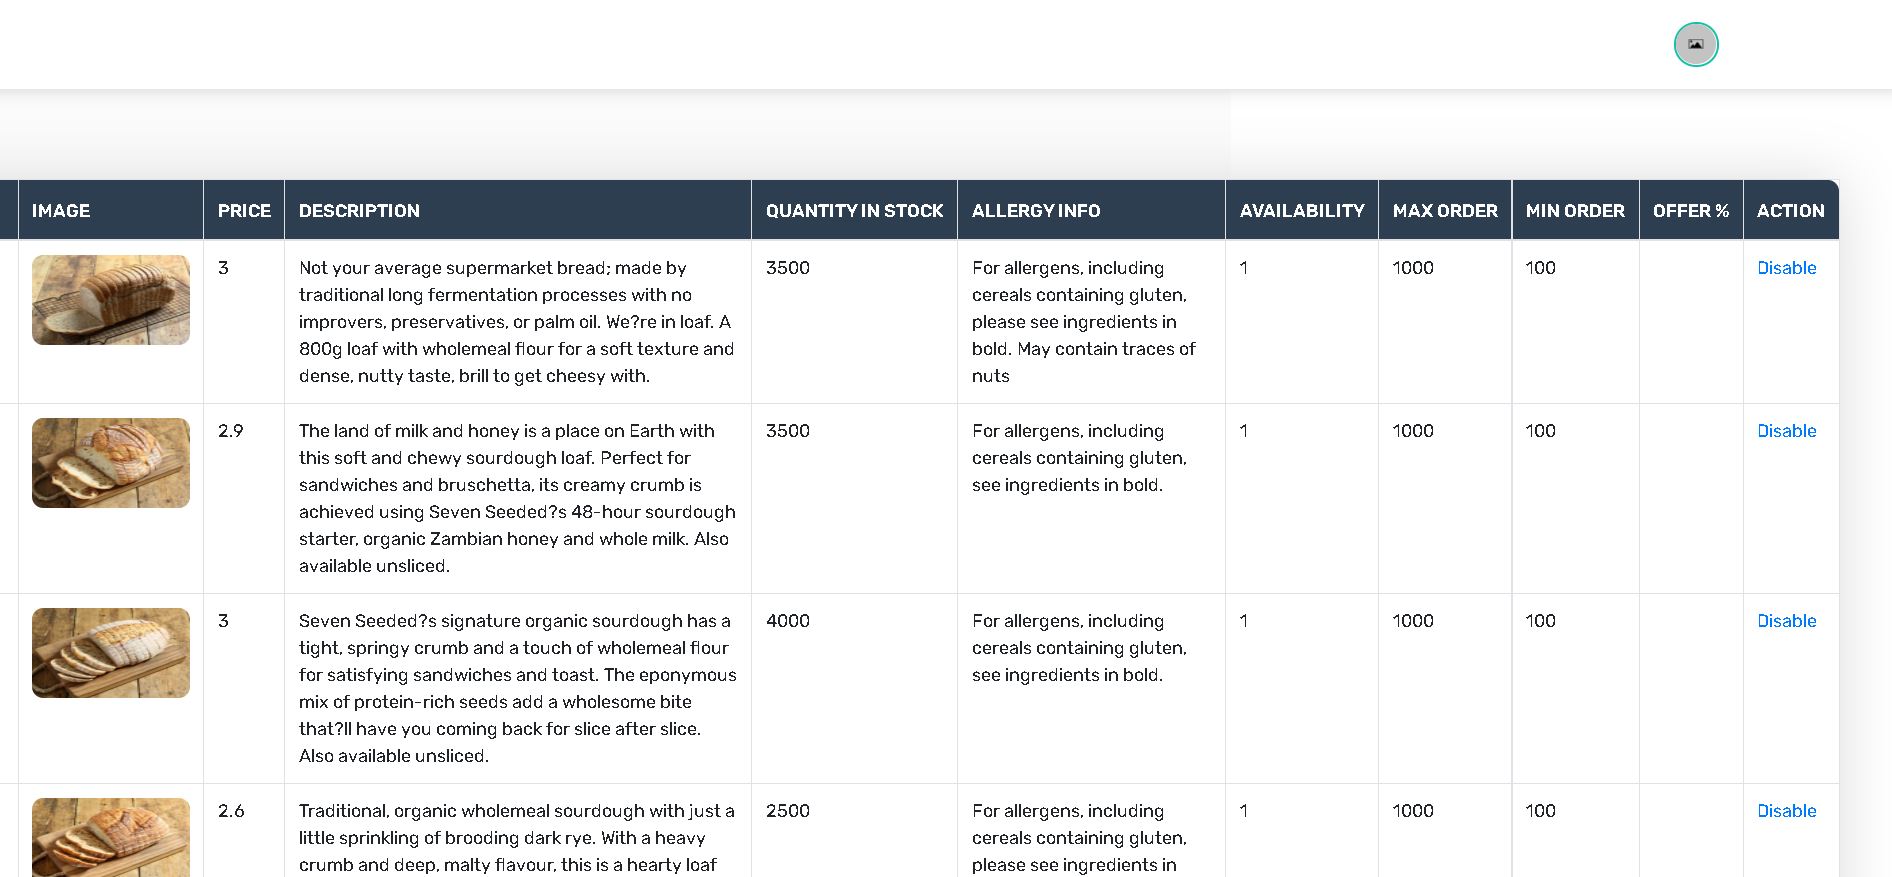 IMAGE PRICE DESCRIPTION QUANTITY IN STOCK ALLERGY INFO AVAILABILITY MAX ORDER MIN ORDER OFFER % ACTION
3 Not your average supermarket bread; made by 3500 For allergens, including 1 1000 100 Disable
traditional long fermentation processes with no cereals containing gluten,
improvers, preservatives, or palm oil. We?re in loaf. A please see ingredients in
800g loaf with wholemeal flour for a soft texture and bold. May contain traces of
dense, nutty taste, brill to get cheesy with. nuts
2.9 The land of milk and honey is a place on Earth with 3500 For allergens, including 1 1000 100 Disable
this soft and chewy sourdough loaf. Perfect for cereals containing gluten,
sandwiches and bruschetta, its creamy crumb is see ingredients in bold.
achieved using Seven Seeded?s 48-hour sourdough
starter, organic Zambian honey and whole milk. Also
available unsliced.
3 Seven Seeded?s signature organic sourdough has a 4000 For allergens, including 1 1000 100 Disable
tight, springy crumb and a touch of wholemeal flour cereals containing gluten,
for satisfying sandwiches and toast. The eponymous see ingredients in bold.
mix of protein-rich seeds add a wholesome bite
that?ll have you coming back for slice after slice.
Also available unsliced.
2.6 Traditional, organic wholemeal sourdough with just a 2500 For allergens, including 1 1000 100 Disable
little sprinkling of brooding dark rye. With a heavy cereals containing gluten,
crumb and deep, malty flavour, this is a hearty loaf please see ingredients in